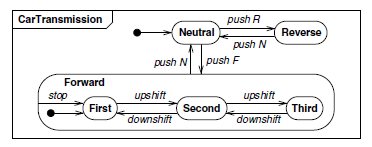 CarTransmission
push R
Neutral
Reverse
push N
push N
push F
Forward
stop
upshift
upshift
First
Second
Third
downshift
downshift